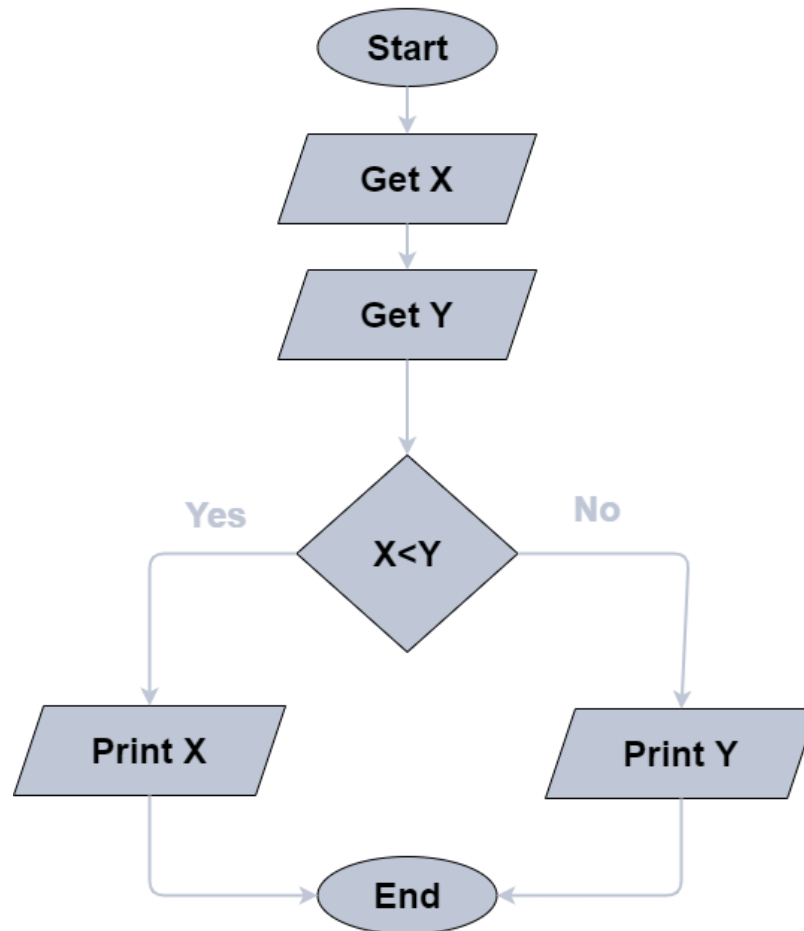 Start
Get X
Get Y
Yes
No
X<Y
Print X
Print Y
End